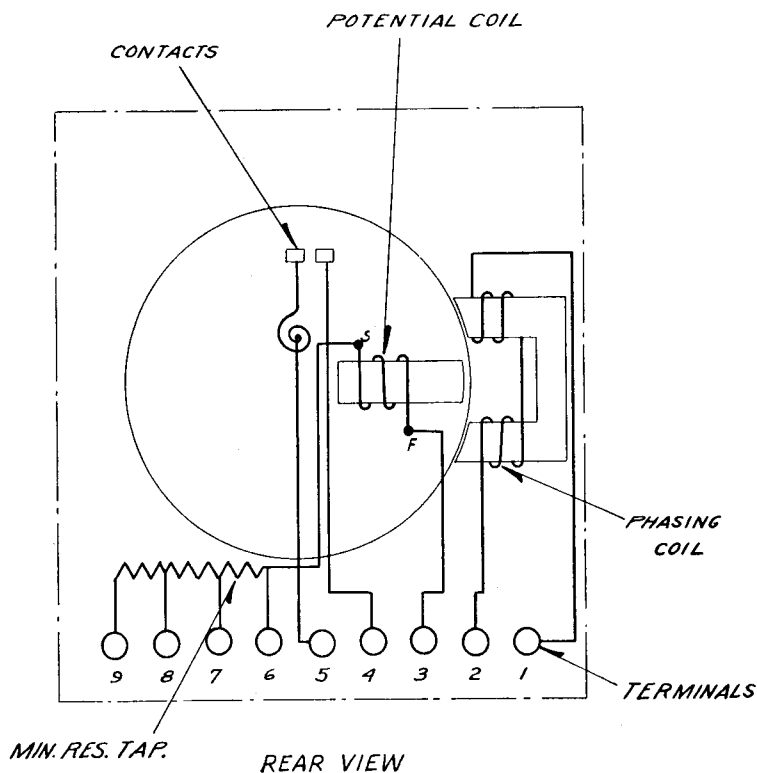 POTENTIAL COIL
CONTACTS
S
F
PHASING
COIL
9 8 7 6 5 4 3 2 1
TERMINALS
MIN. RES. TAP.
REAR VIEW